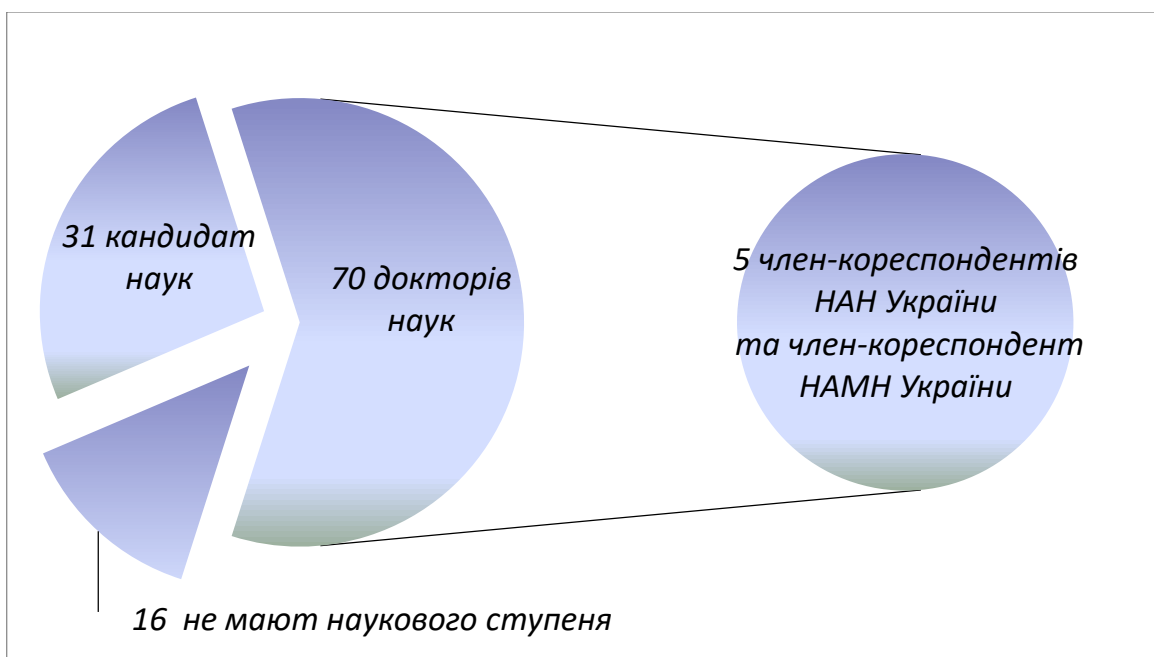 31 кандидат
наук
70 докторів
наук
5 член-кореспондентів
НАН України
та член-кореспондент
НАМН України
16 не мают наукового ступеня